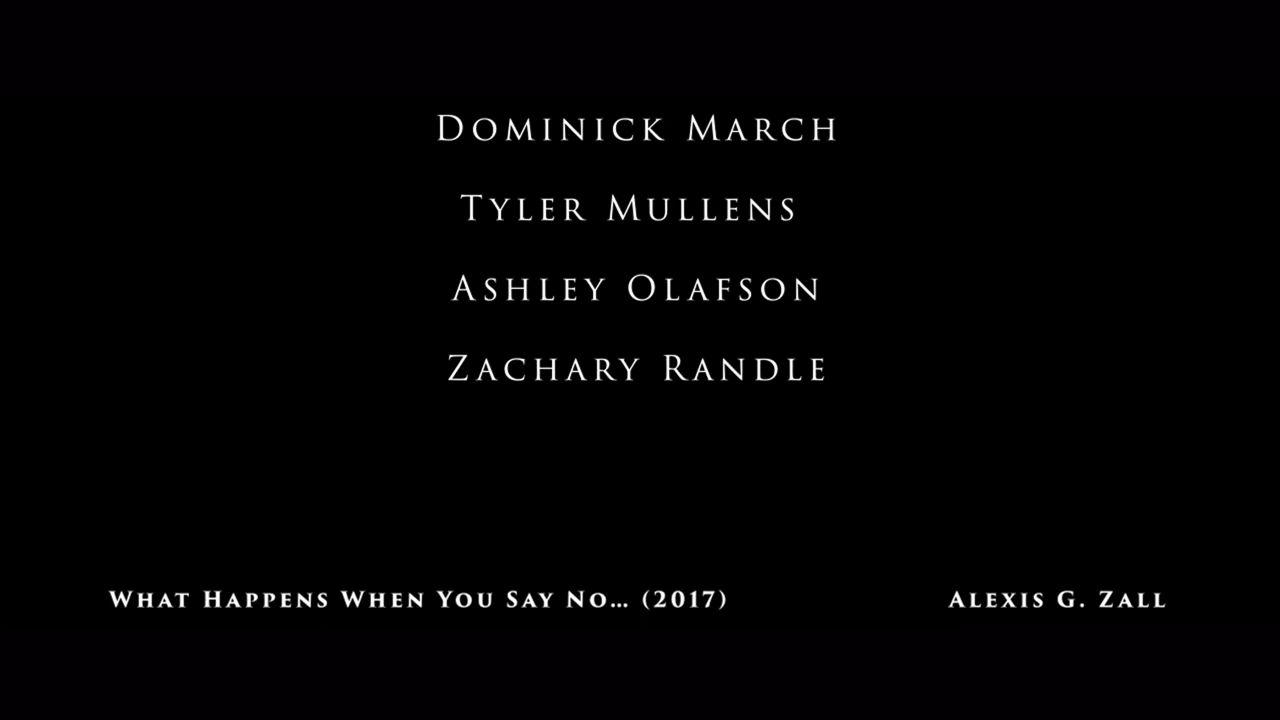 Dominick March
Tyler Mullens
Ashley Olafson
Zachary Randle
What Happens When You Say No... (2017) Alexis G. Zall